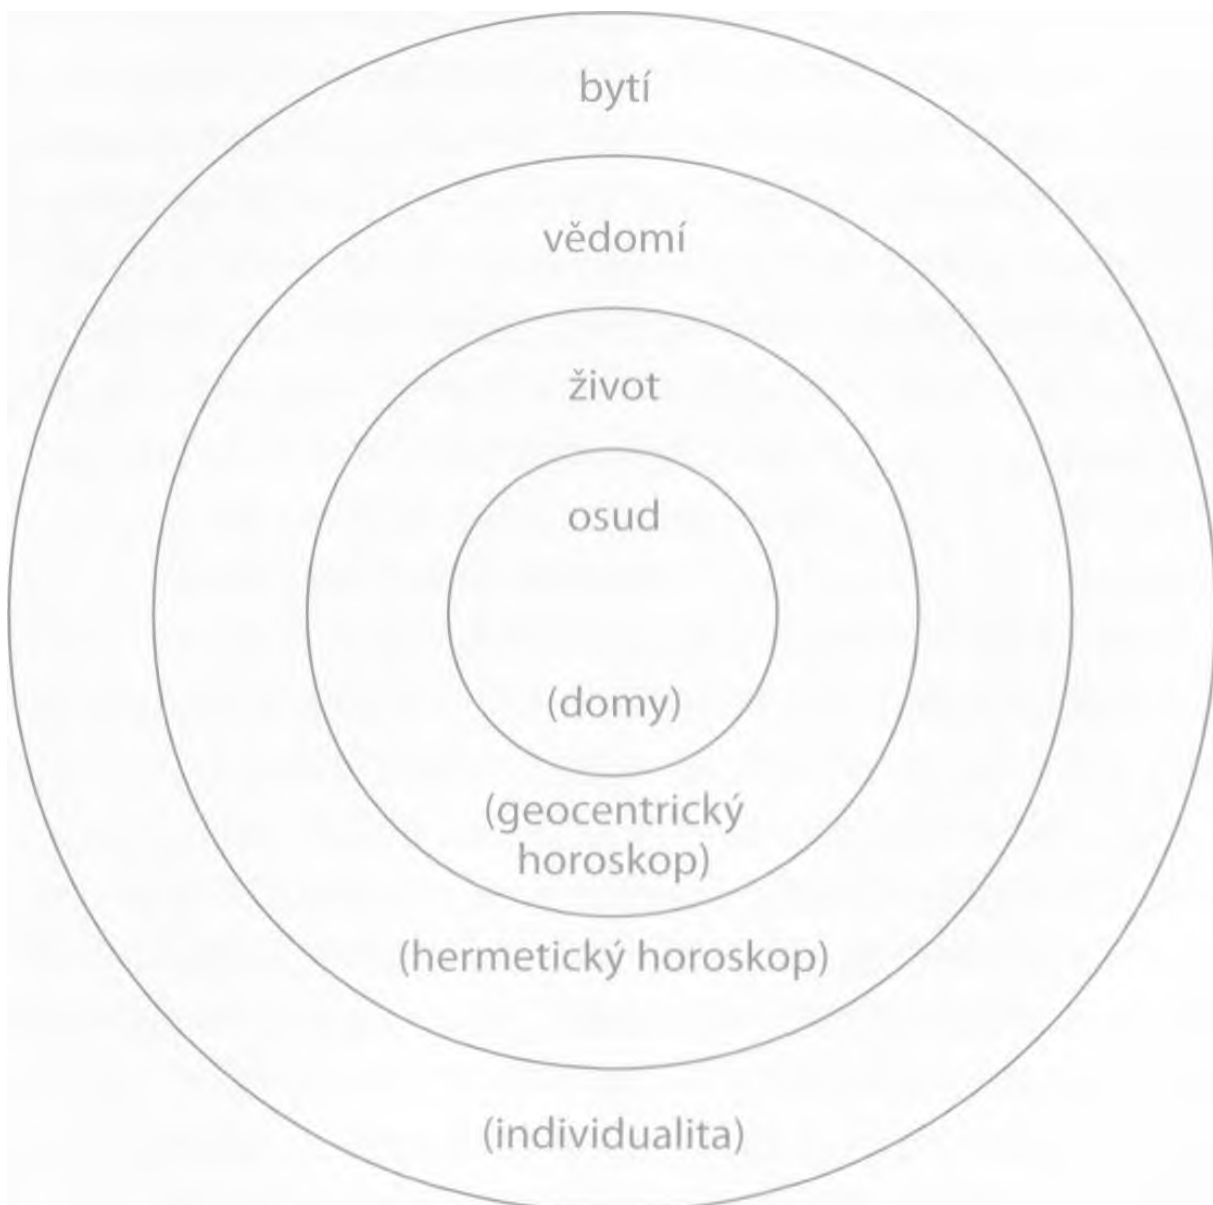 bytí
vědomí
život
osud
(domy)
(geocentrický
horoskop)
(hermetický horoskop)
(individualita)